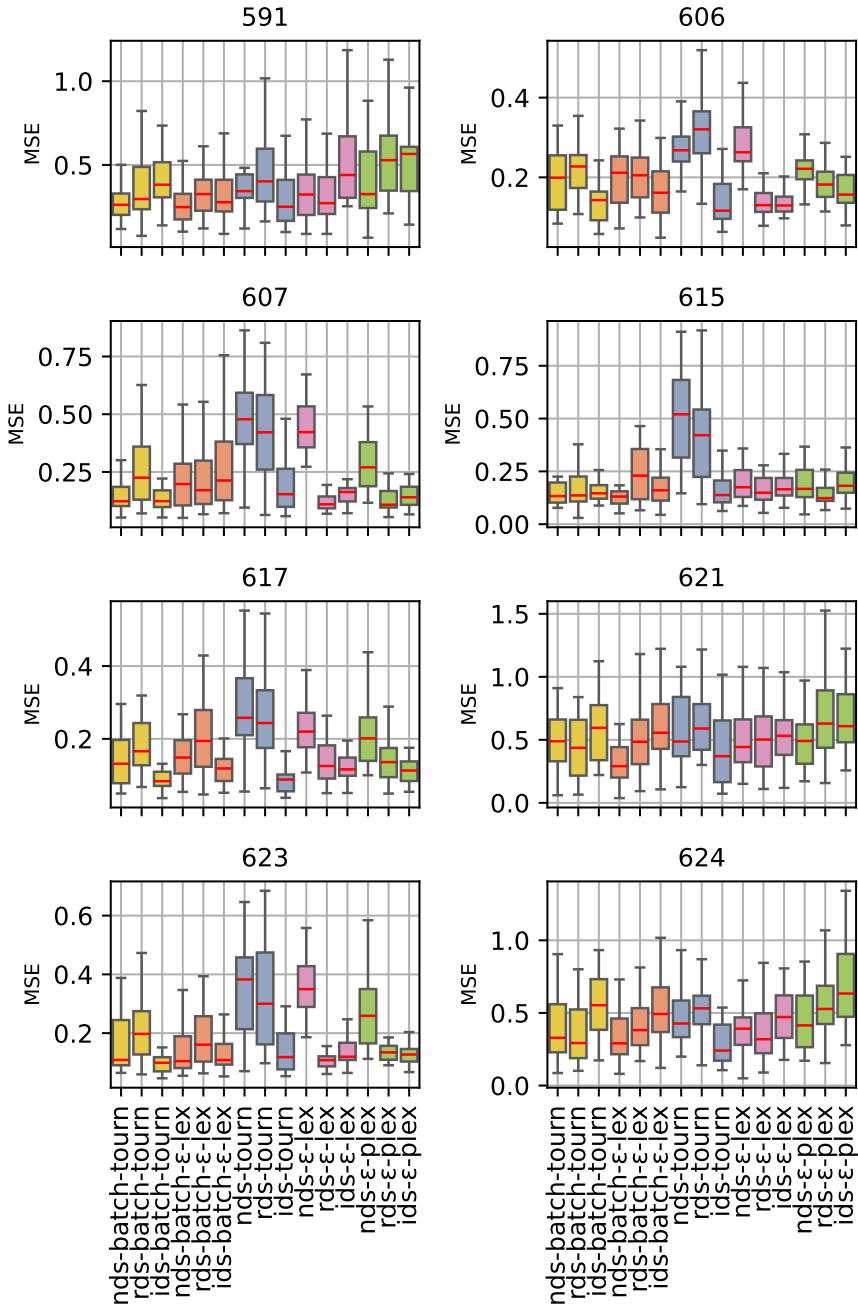 591
606
MSE
1.0
0.5
MSE
0.4
0.2
607
615
MSE
0.75
0.50
0.25
MSE
0.75
0.50
0.25
0.00
617
621
MSE
0.4
0.2
MSE
1.5
1.0
0.5
0.0
623
624
MSE
0.6
0.4
0.2
MSE
1.0
0.5
0.0
nds-batch-tourn
rds-batch-tourn
ids-batch-tourn
nds-batch-ε-lex
rds-batch-ε-lex
ids-batch-ε-lex
nds-tourn
rds-tourn
ids-tourn
nds-ε-lex
rds-ε-lex
ids-ε-lex
nds-ε-plex
rds-ε-plex
ids-ε-plex
nds-batch-tourn
rds-batch-tourn
ids-batch-tourn
nds-batch-ε-lex
rds-batch-ε-lex
ids-batch-ε-lex
nds-tourn
rds-tourn
ids-tourn
nds-ε-lex
rds-ε-lex
ids-ε-lex
nds-ε-plex
rds-ε-plex
ids-ε-plex